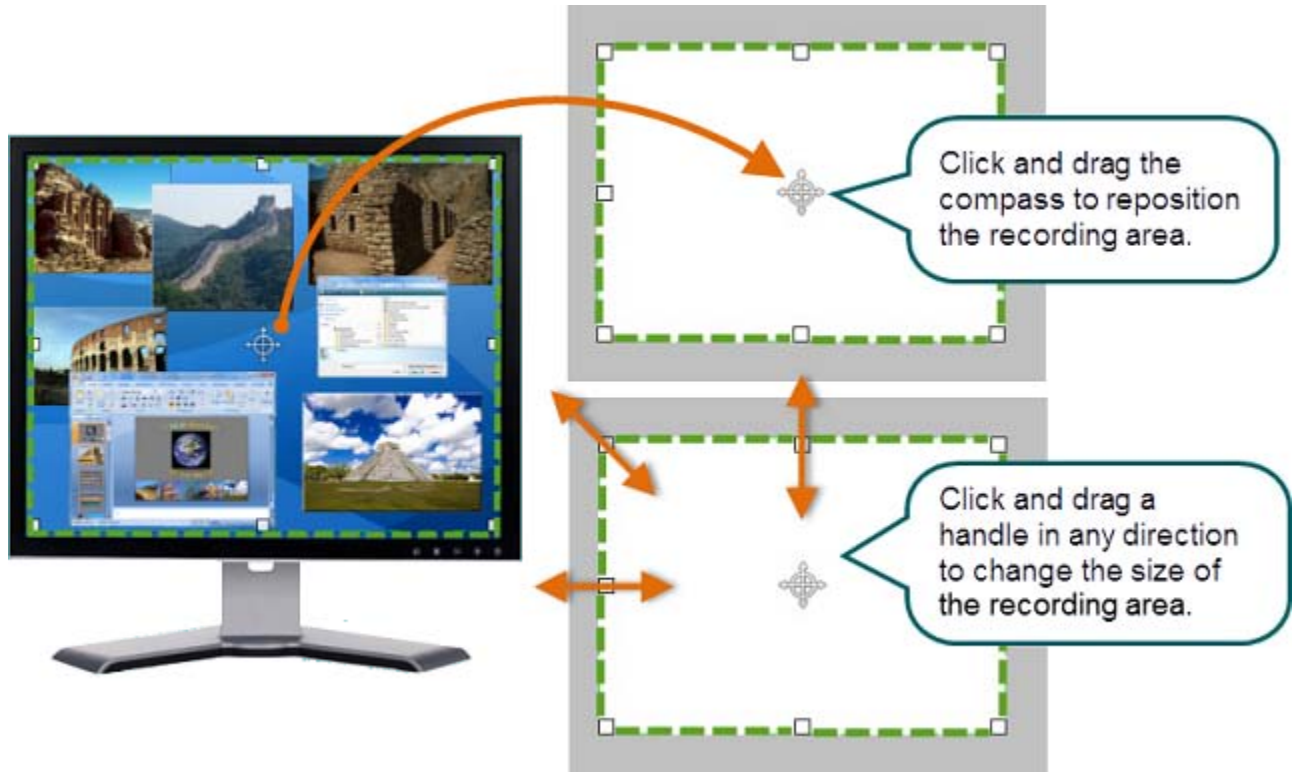 Click and drag the
compass to reposition
the recording area.
Click and drag a
handle in any direction
to change the size of
the recording area.